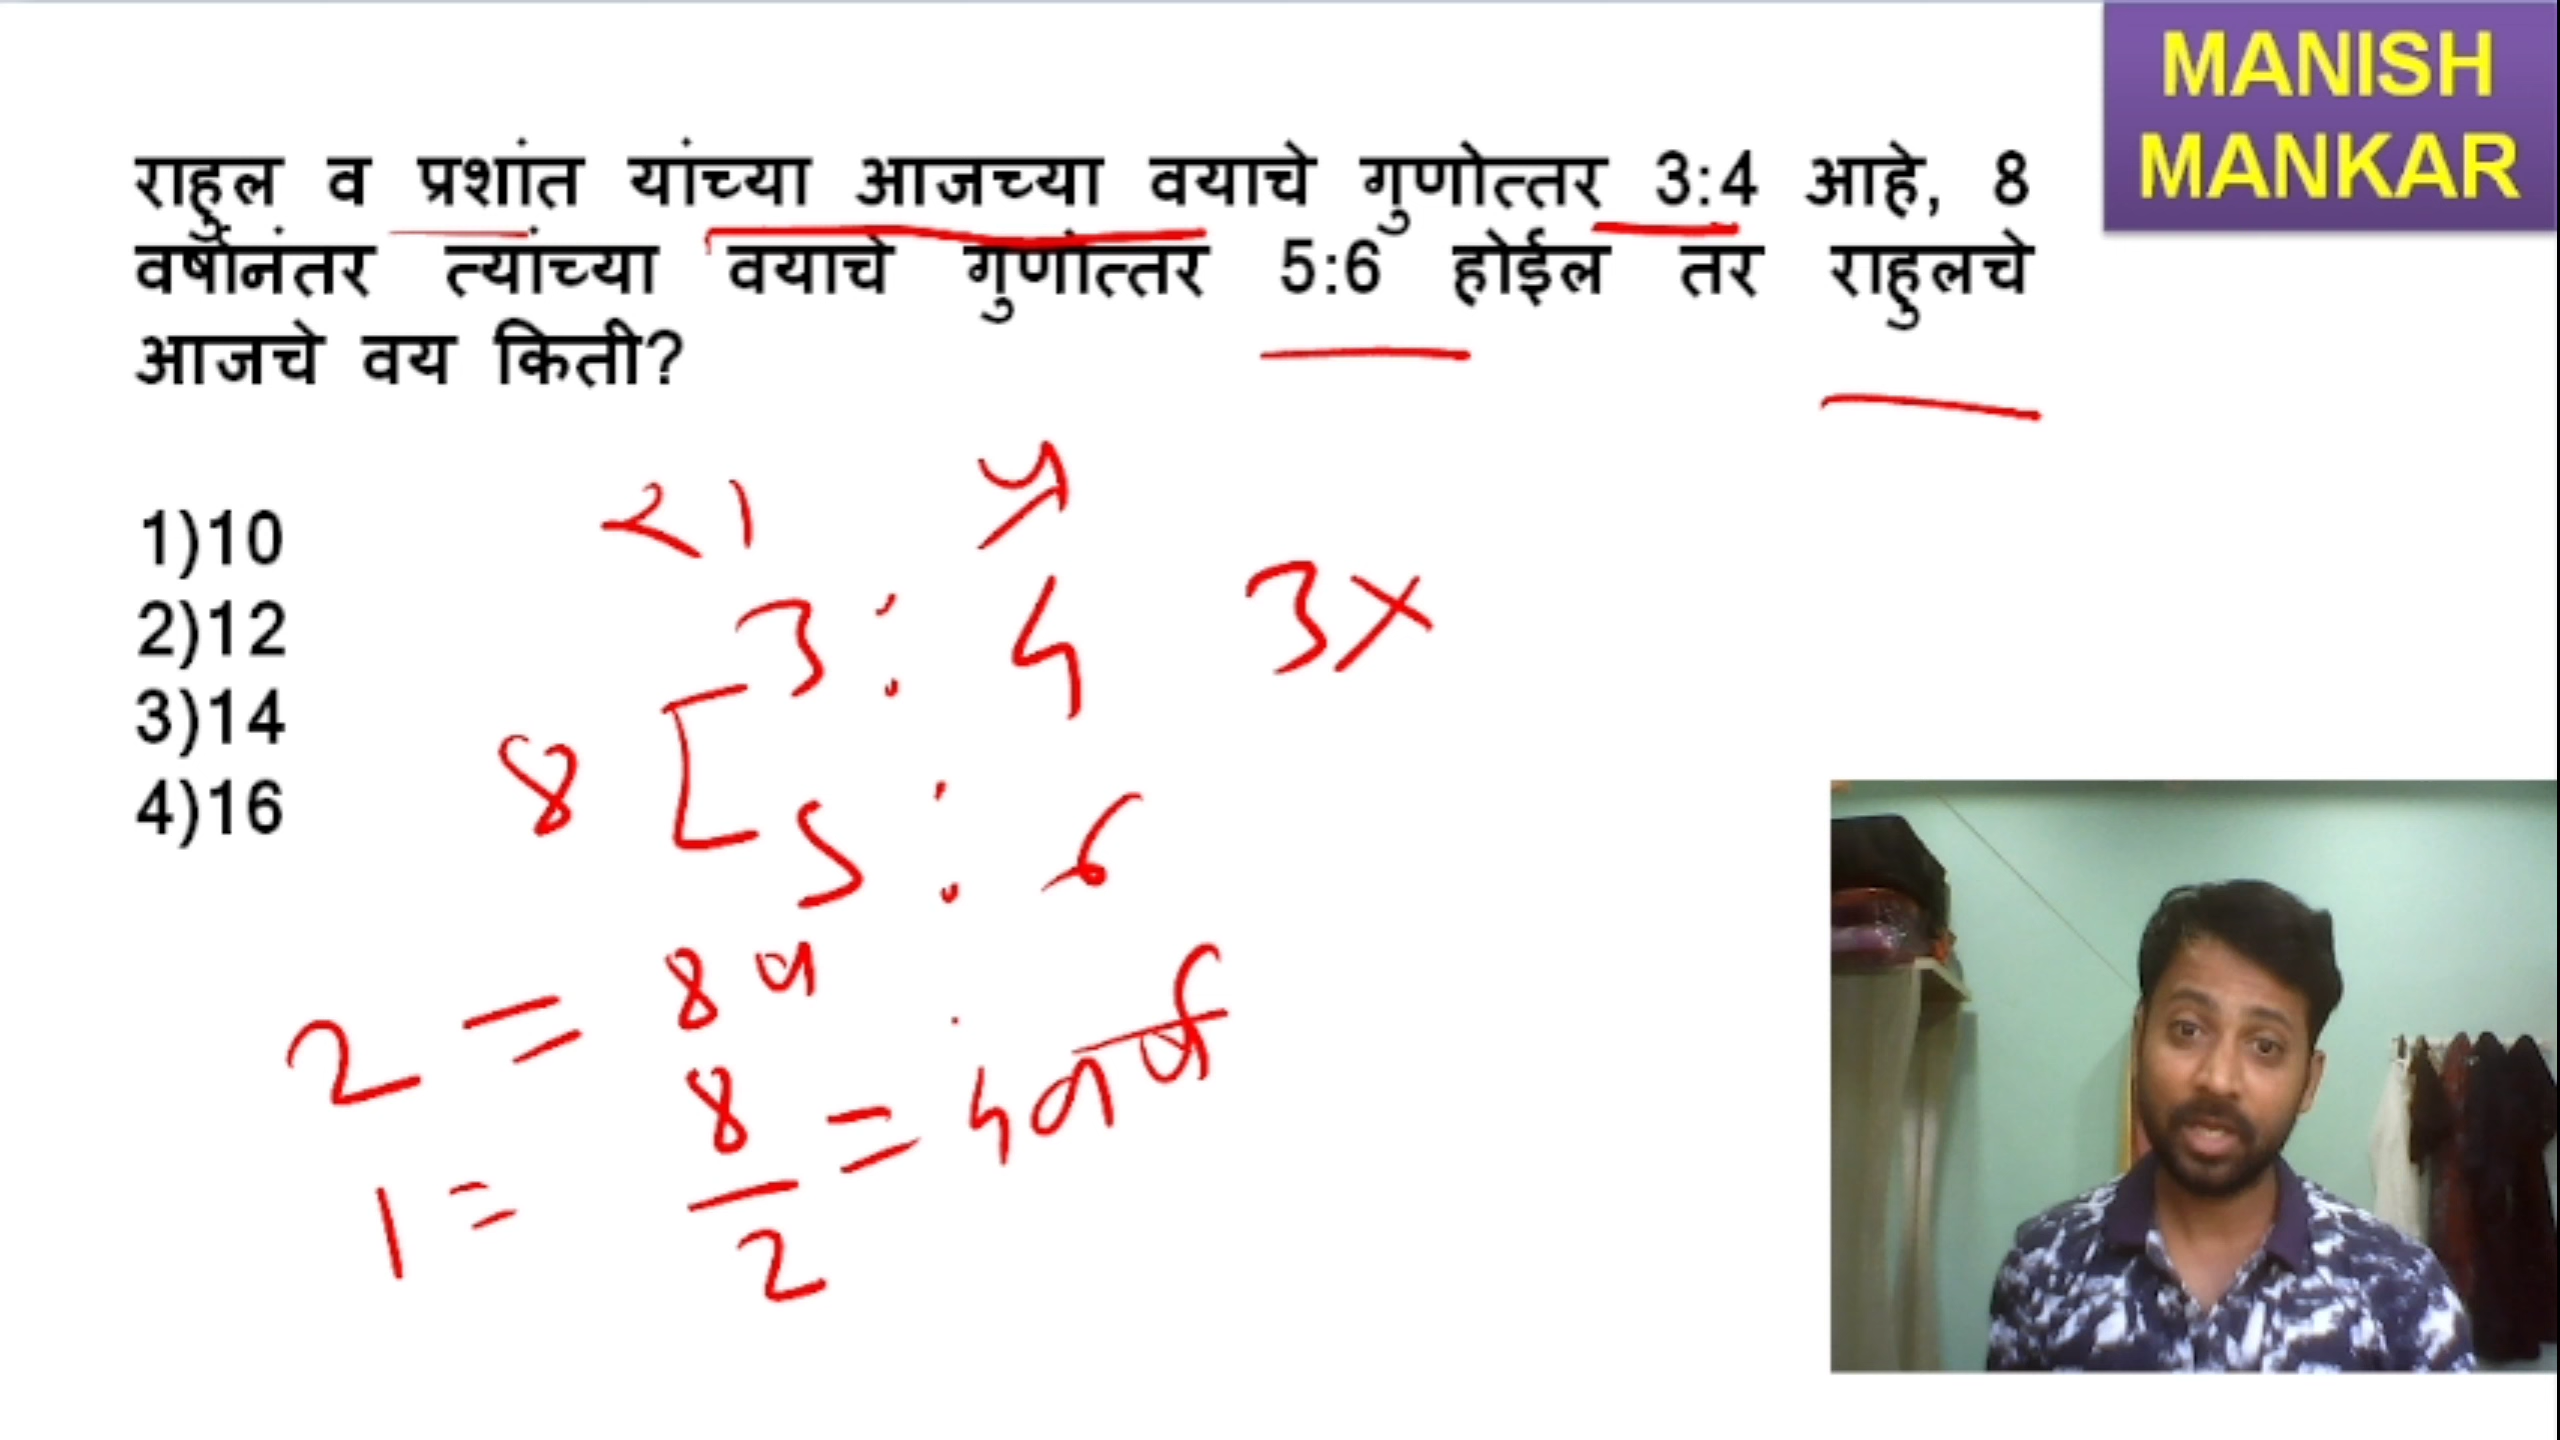 MANISH
MANKAR
राहुल व प्रशांत यांच्या आजच्या वयाचे गुणोत्तर 3:4 आहे, 8
वर्षानंतर त्यांच्या वयाचे गुणोत्तर 5:6 होईल तर राहुलचे
आजचे वय किती?
1)10
2)12
3)14
4)16
रा प्र
3 : 4 3x
8
5 : 6
2 = 8 व
1 = 8/2 = 4 वर्ष